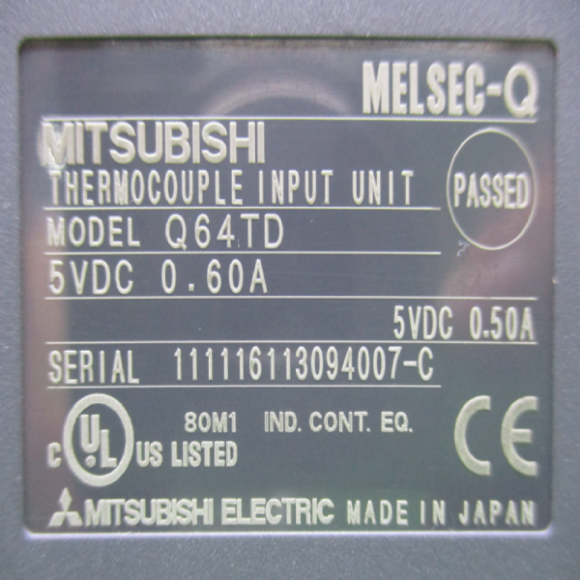 MELSEC-Q
MITSUBISHI
THERMOCOUPLE INPUT UNIT
PASSED
MODEL Q64TD
5VDC 0.60A
5VDC 0.50A
SERIAL 111116113094007-C
80M1 IND. CONT. EQ.
C UL US LISTED
CE
MITSUBISHI ELECTRIC MADE IN JAPAN